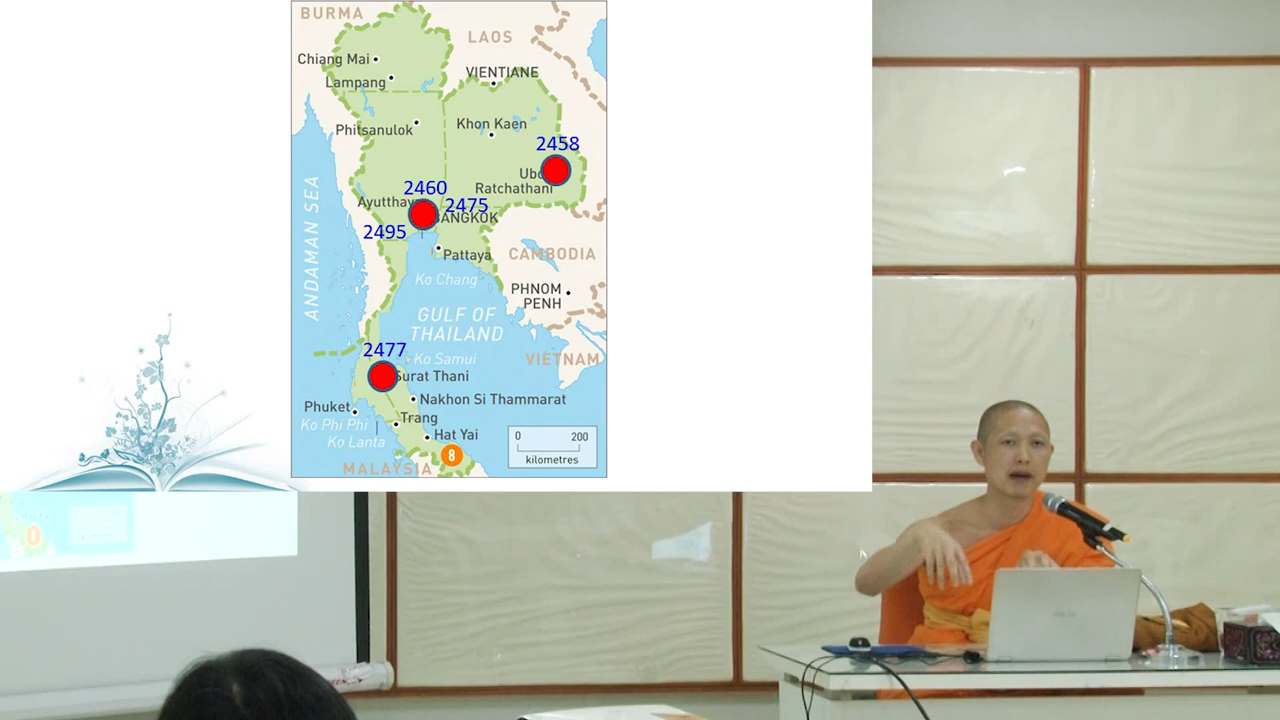 BURMA
LAOS
Chiang Mai
VIENTIANE
Lampang
Phitsanulok
Khon Kaen
2458
Ubo
Ratchathani
2460
Ayutthay
2475
BANGKOK
2495
Pattaya
CAMBODIA
Ko Chang
PHNOM
PENH
ANDAMAN SEA
GULF OF
THAILAND
2477
Ko Samui
VIETNAM
Surat Thani
Nakhon Si Thammarat
Phuket
Trang
Ko Phi Phi
Hat Yai
Ko Lanta
0 200
kilometres
8
MALAYSIA